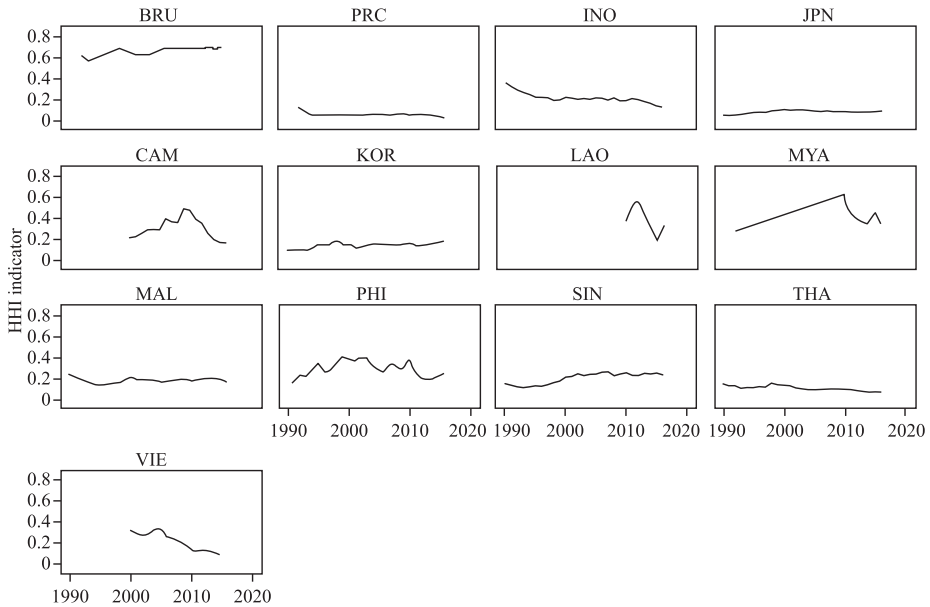 BRU PRC INO JPN
0.8
0.6
0.4
0.2
0
CAM KOR LAO MYA
0.8
0.6
0.4
0.2
0
HHI indicator
MAL PHI SIN THA
0.8
0.6
0.4
0.2
0
1990 2000 2010 2020 1990 2000 2010 2020 1990 2000 2010 2020
VIE
0.8
0.6
0.4
0.2
0
1990 2000 2010 2020